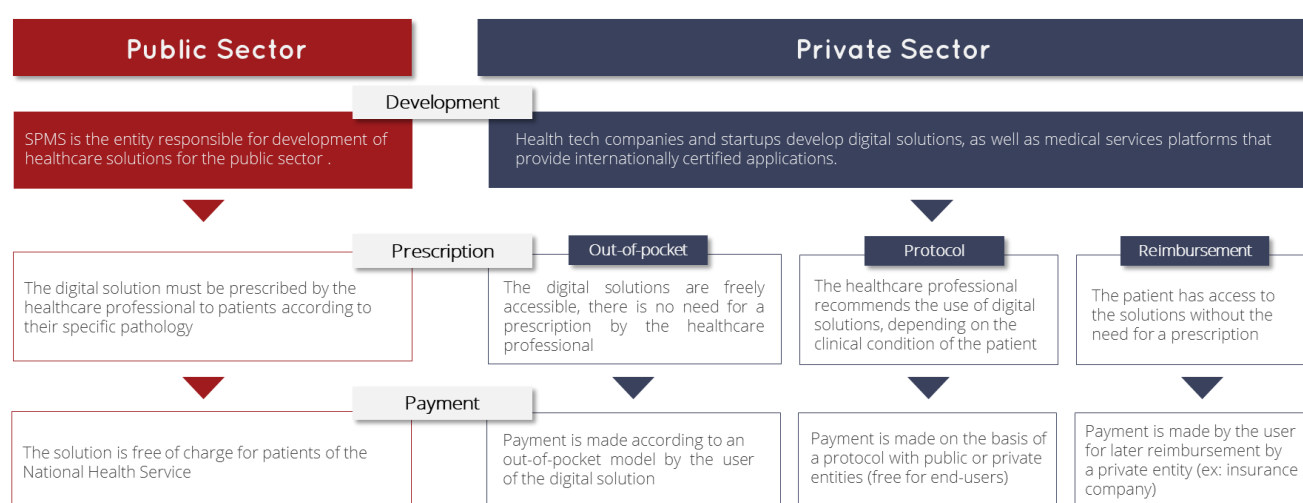 Public Sector
Private Sector
Development
SPMS is the entity responsible for development of
healthcare solutions for the public sector .
Health tech companies and startups develop digital solutions, as well as medical services platforms that
provide internationally certified applications.
Prescription
The digital solution must be prescribed by the
healthcare professional to patients according to
their specific pathology
Out-of-pocket
The digital solutions are freely
accessible, there is no need for a
prescription by the healthcare
professional
Protocol
The healthcare professional
recommends the use of digital
solutions, depending on the
clinical condition of the patient
Reimbursement
The patient has access to
the solutions without the
need for a prescription
Payment
The solution is free of charge for patients of the
National Health Service
Payment is made according to an
out-of-pocket model by the user
of the digital solution
Payment is made on the basis of
a protocol with public or private
entities (free for end-users)
Payment is made by the user
for later reimbursement by
a private entity (ex: insurance
company)